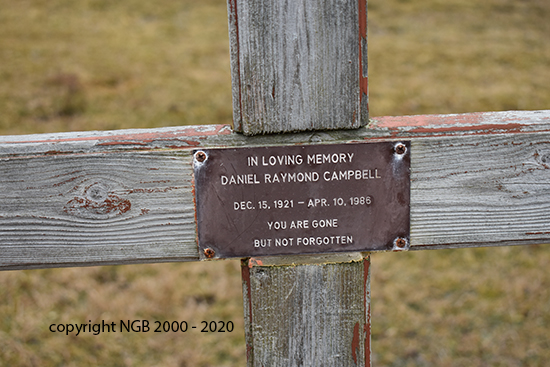 IN LOVING MEMORY
DANIEL RAYMOND CAMPBELL
DEC. 15, 1921 – APR. 10, 1986
YOU ARE GONE
BUT NOT FORGOTTEN
copyright NGB 2000 - 2020